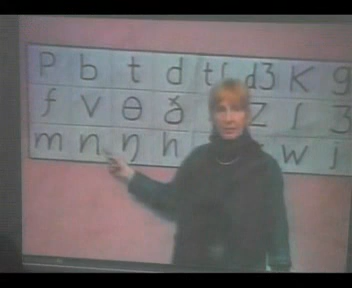 p b t d tʃ dʒ k g
f v θ ð z ʃ ʒ
m n ŋ h w j